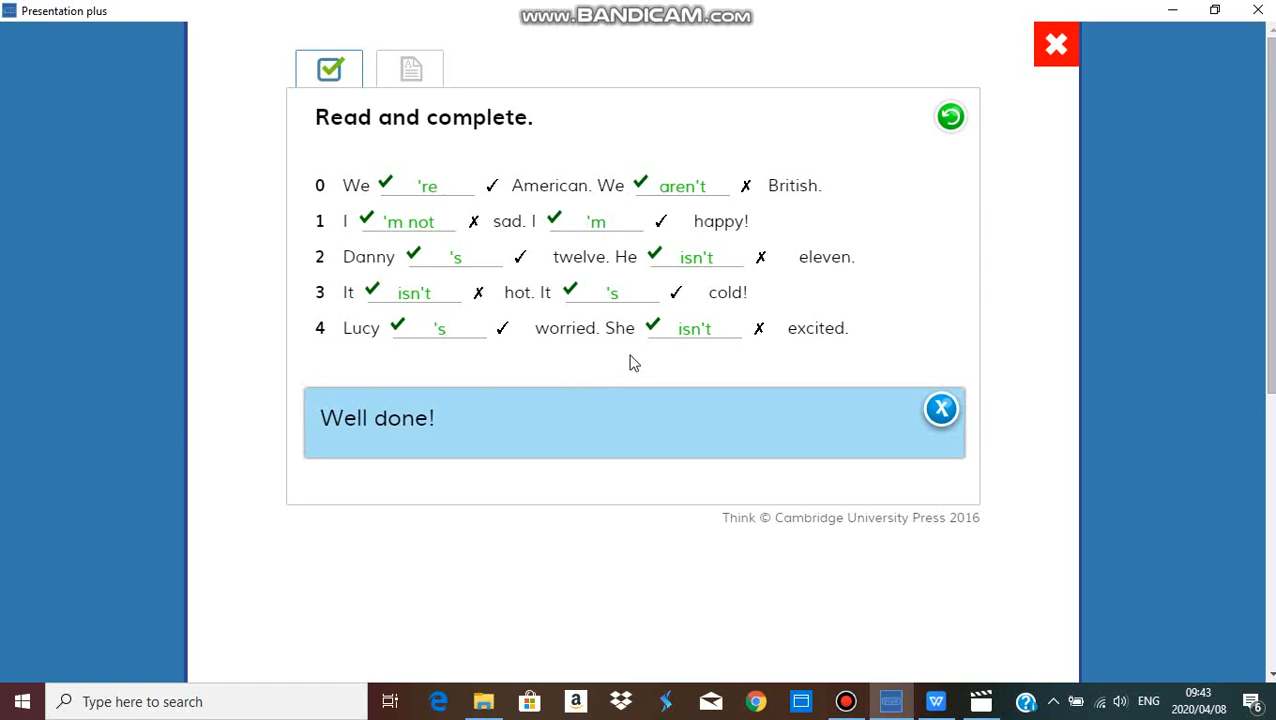 Presentation plus
www.BANDICAM.com
Read and complete.
0 We 're ✓ American. We aren't ✗ British.
1 I 'm not ✗ sad. I 'm ✓ happy!
2 Danny 's ✓ twelve. He isn't ✗ eleven.
3 It isn't ✗ hot. It 's ✓ cold!
4 Lucy 's ✓ worried. She isn't ✗ excited.
Well done!
X
Think © Cambridge University Press 2016
Type here to search
ENG
09:43
2020/04/08
6